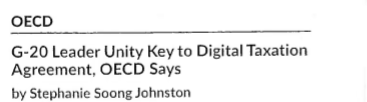 OECD
G-20 Leader Unity Key to Digital Taxation
Agreement, OECD Says
by Stephanie Soong Johnston